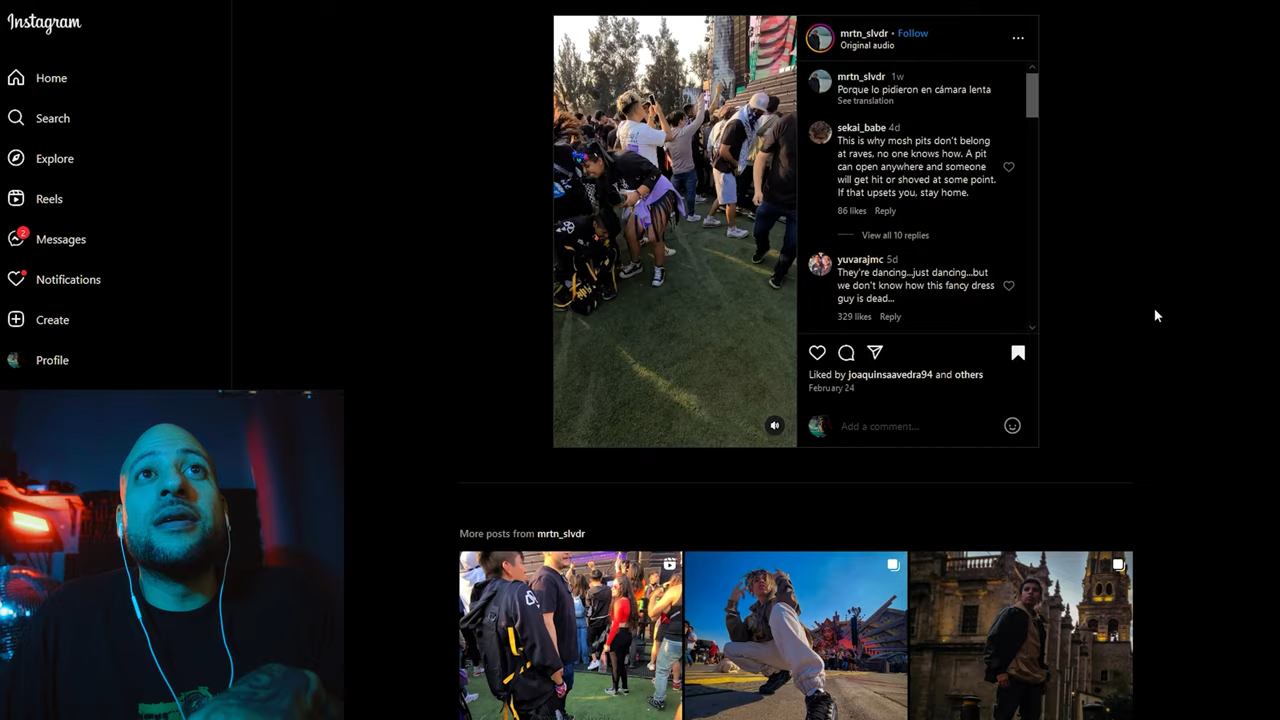 Instagram
Home
Search
Explore
Reels
2
Messages
Notifications
Create
Profile
mrtn_slvdr • Follow
Original audio
mrtn_slvdr 1w
Porque lo pidieron en cámara lenta
See translation
sekai_babe 4d
This is why mosh pits don't belong
at raves, no one knows how. A pit
can open anywhere and someone
will get hit or shoved at some point.
If that upsets you, stay home.
86 likes Reply
View all 10 replies
yuvarajmc 5d
They're dancing...just dancing...but
we don't know how this fancy dress
guy is dead...
329 likes Reply
Liked by joaquinsaavedra94 and others
February 24
Add a comment...
More posts from mrtn_slvdr